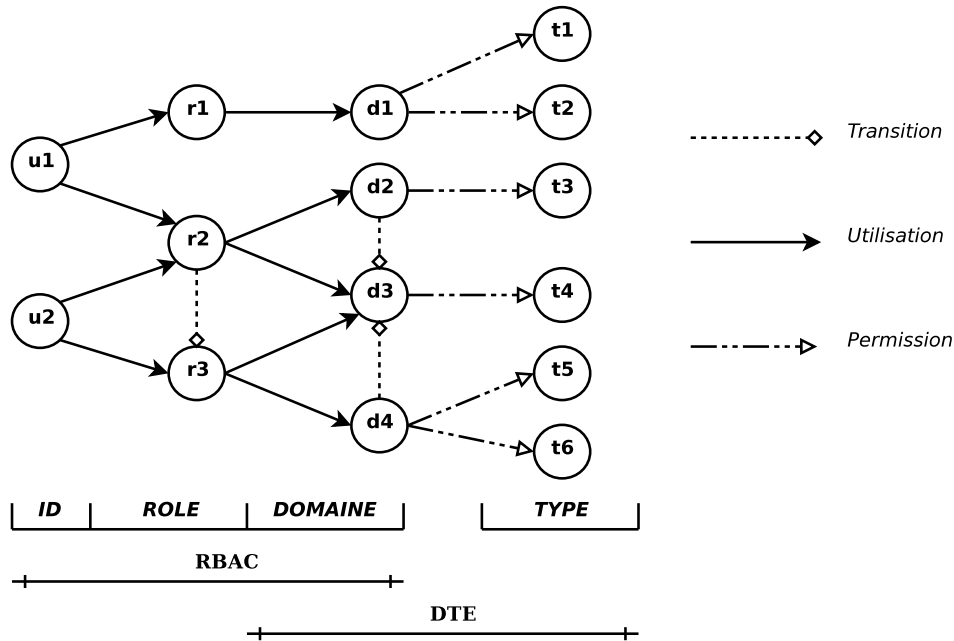 t1
r1
d1
t2
Transition
u1
d2
t3
r2
Utilisation
d3
t4
u2
Permission
r3
t5
d4
t6
ID ROLE DOMAINE TYPE
RBAC
DTE